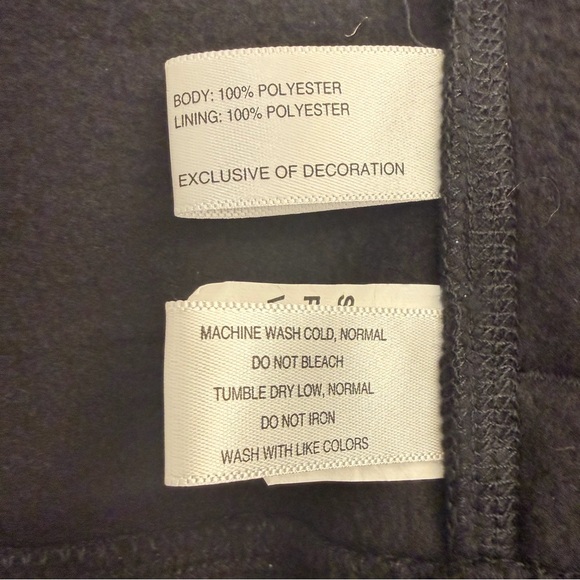 BODY: 100% POLYESTER
LINING: 100% POLYESTER
EXCLUSIVE OF DECORATION
MACHINE WASH COLD, NORMAL
DO NOT BLEACH
TUMBLE DRY LOW, NORMAL
DO NOT IRON
WASH WITH LIKE COLORS